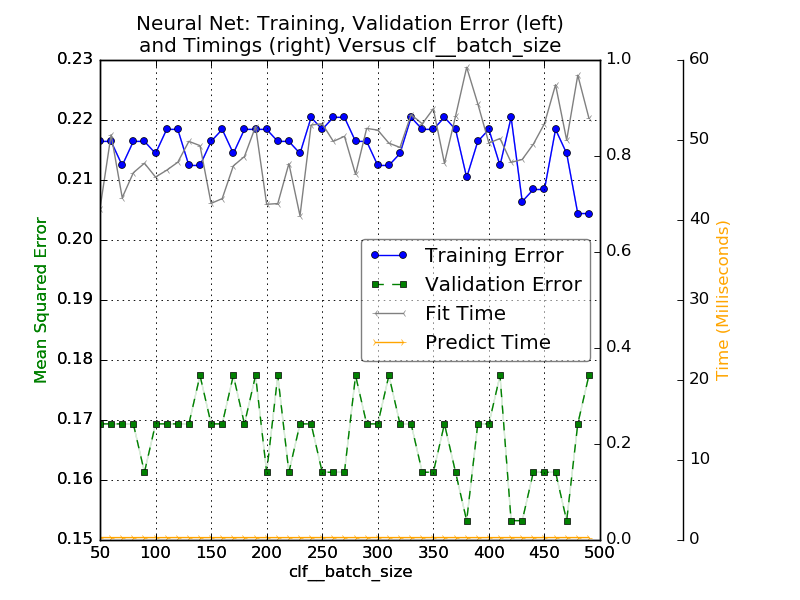 Neural Net: Training, Validation Error (left)
and Timings (right) Versus clf__batch_size
Mean Squared Error
0.23
0.22
0.21
0.20
0.19
0.18
0.17
0.16
0.15
Training Error
Validation Error
Fit Time
Predict Time
1.0
0.8
0.6
0.4
0.2
0.0
60
50
40
30
20
10
0
Time (Milliseconds)
50 100 150 200 250 300 350 400 450 500
clf__batch_size